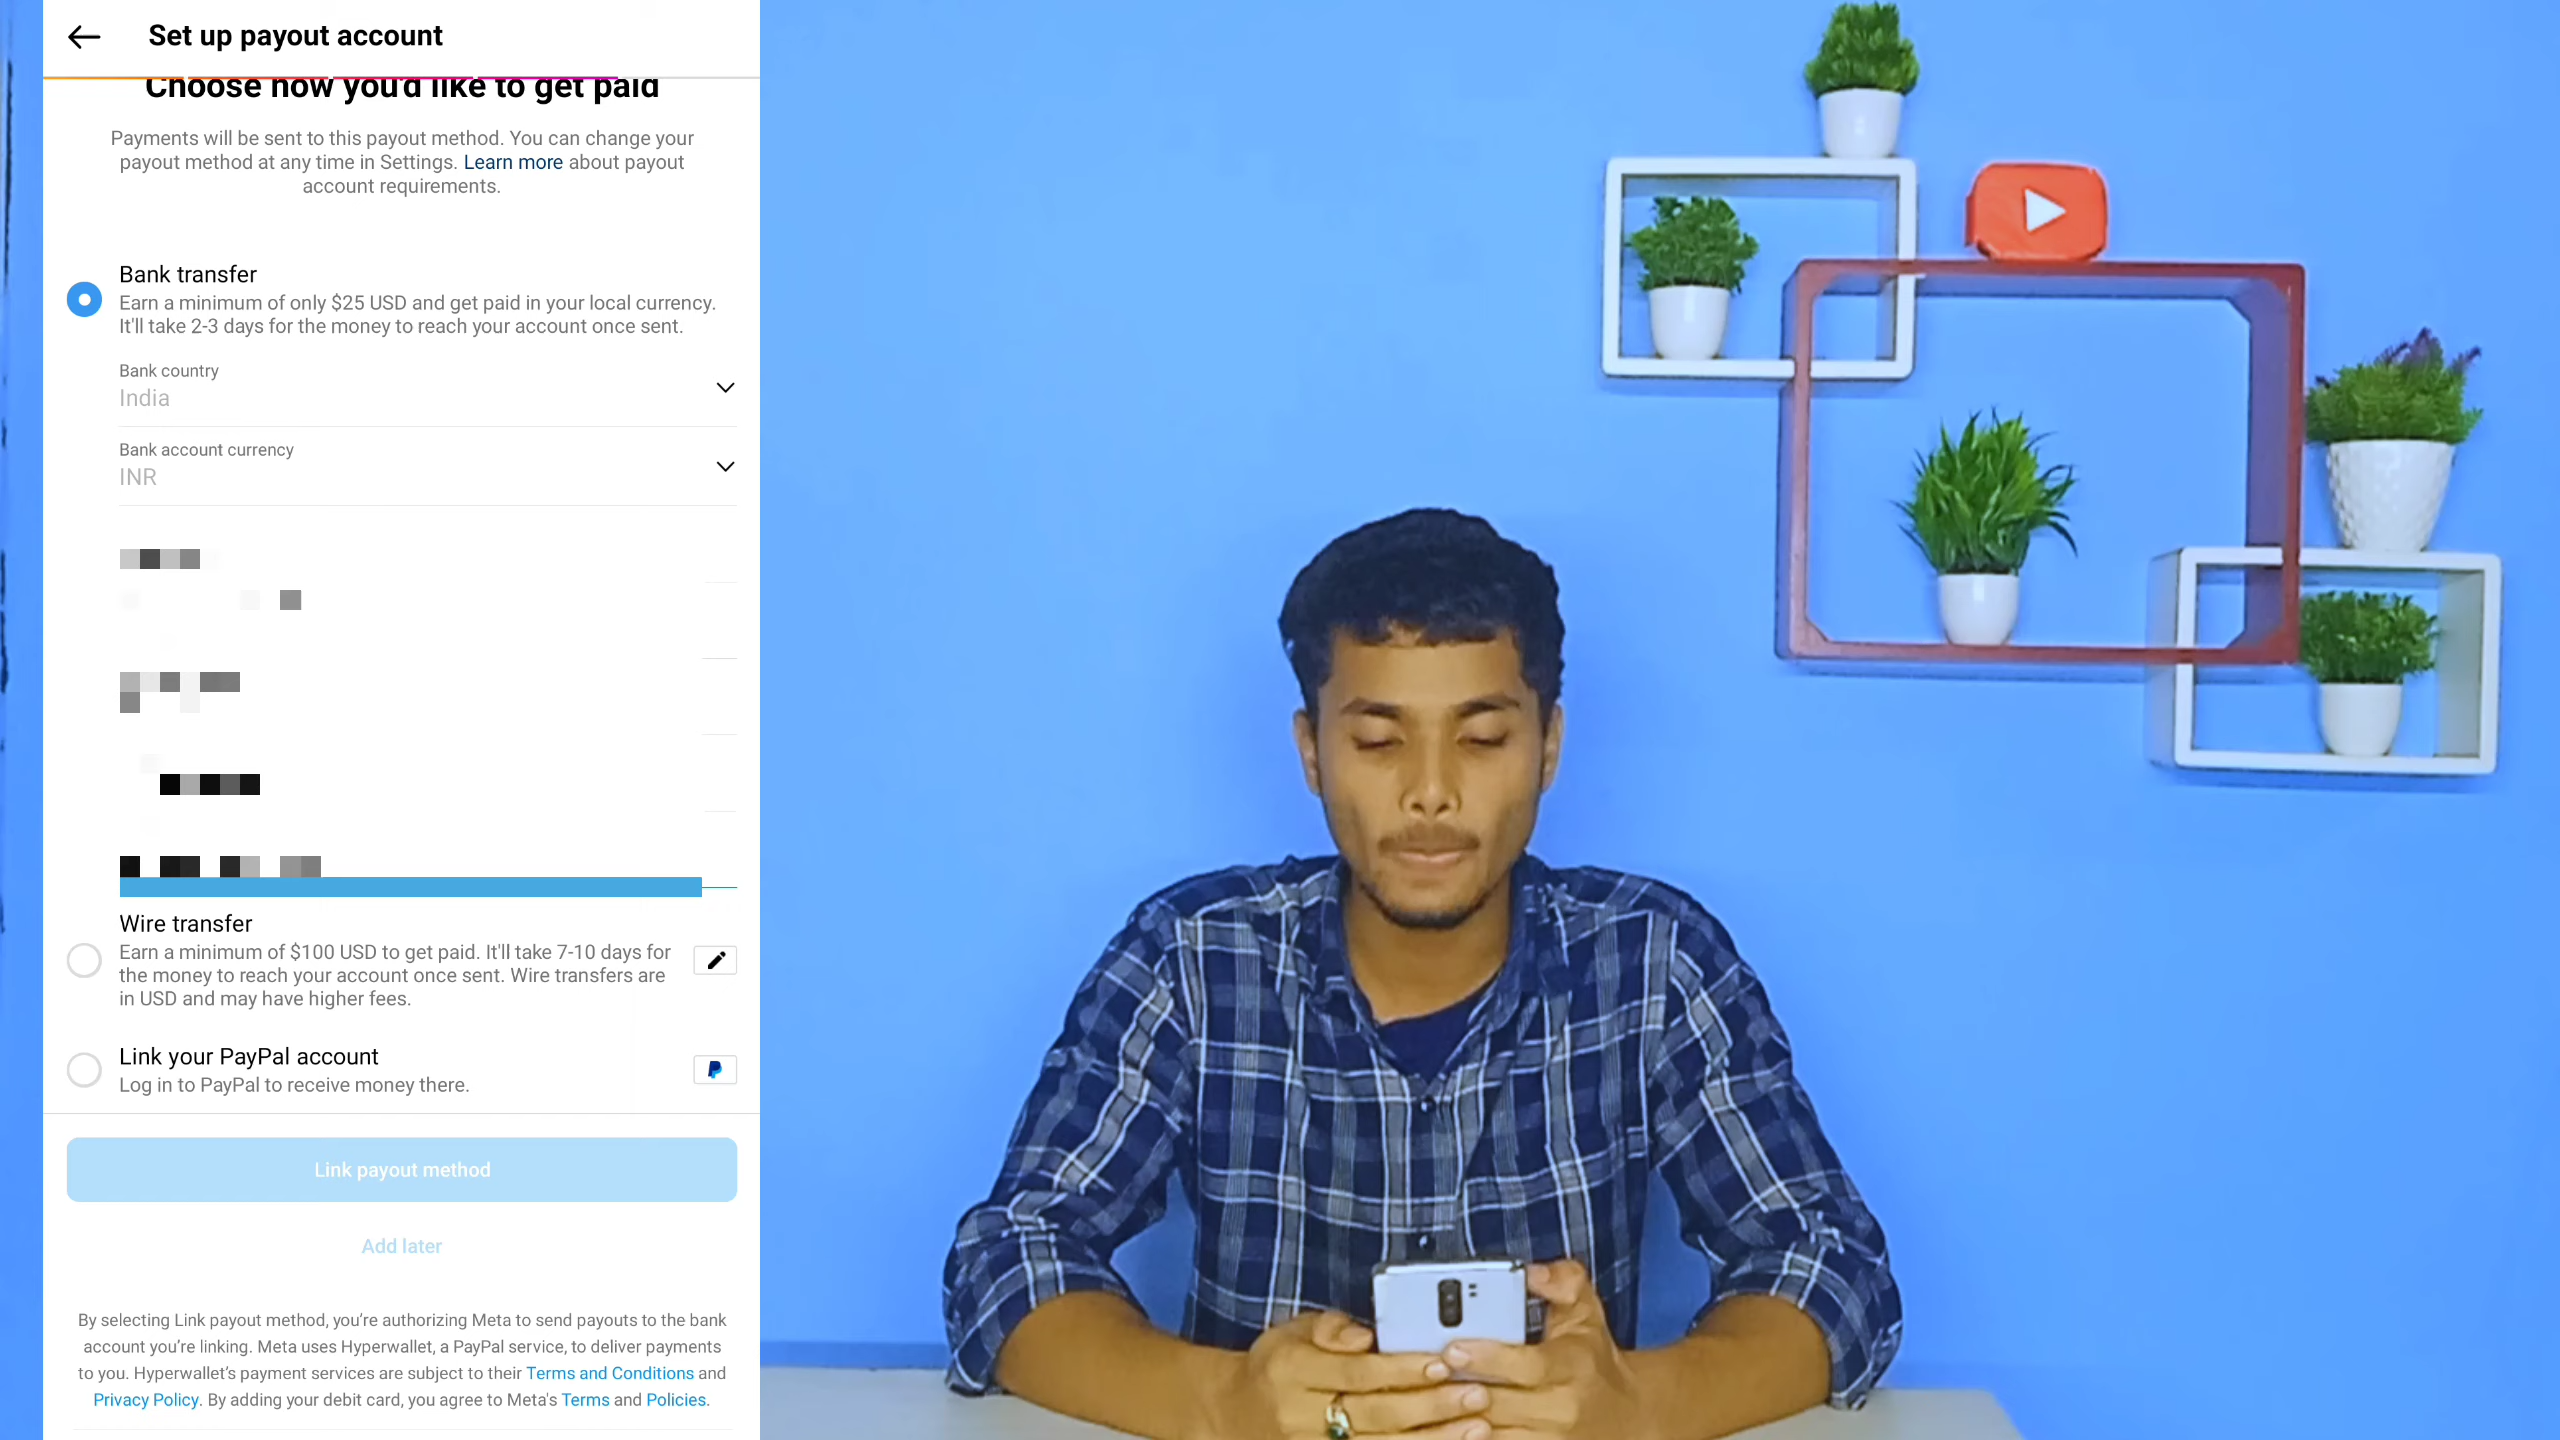 Set up payout account
Choose how you'd like to get paid
Payments will be sent to this payout method. You can change your
payout method at any time in Settings. Learn more about payout
account requirements.
Bank transfer
Earn a minimum of only $25 USD and get paid in your local currency.
It'll take 2-3 days for the money to reach your account once sent.
Bank country
India
Bank account currency
INR
Wire transfer
Earn a minimum of $100 USD to get paid. It'll take 7-10 days for
the money to reach your account once sent. Wire transfers are
in USD and may have higher fees.
Link your PayPal account
Log in to PayPal to receive money there.
Link payout method
Add later
By selecting Link payout method, you’re authorizing Meta to send payouts to the bank
account you’re linking. Meta uses Hyperwallet, a PayPal service, to deliver payments
to you. Hyperwallet’s payment services are subject to their Terms and Conditions and
Privacy Policy. By adding your debit card, you agree to Meta's Terms and Policies.